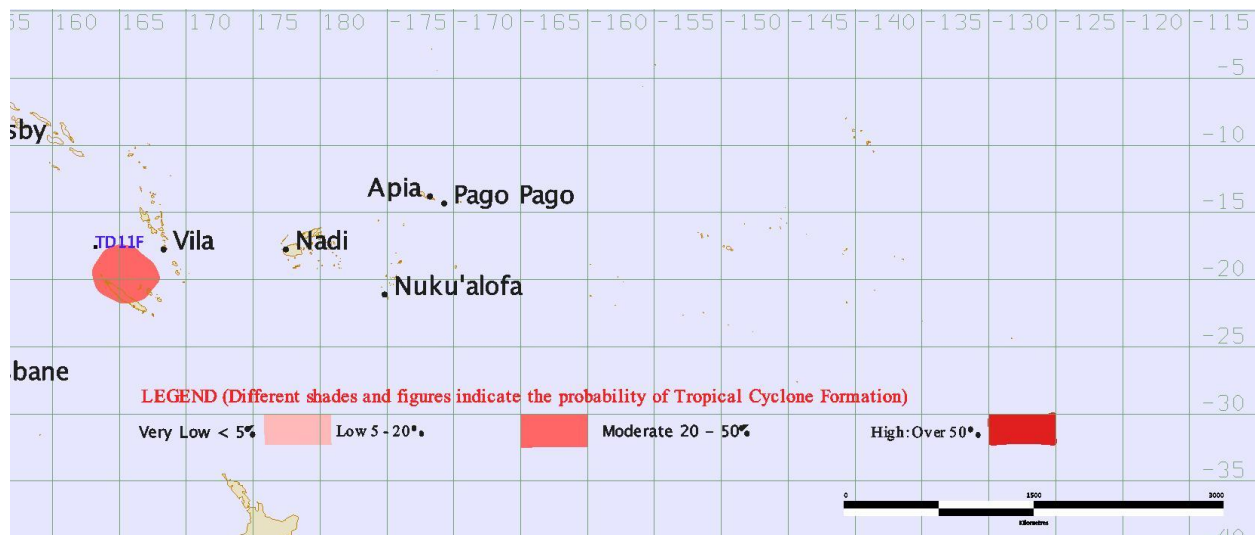 55 160 165 170 175 180 -175 -170 -165 -160 -155 -150 -145 -140 -135 -130 -125 -120 -115
-5
sby
-10
Apia Pago Pago
-15
TD11F Vila Nadi
-20
Nuku'alofa
-25
bane
LEGEND (Different shades and figures indicate the probability of Tropical Cyclone Formation)
-30
Very Low < 5% Low 5 - 20%. Moderate 20 - 50% High: Over 50%.
-35
0 1500 3000
Kilometres
40